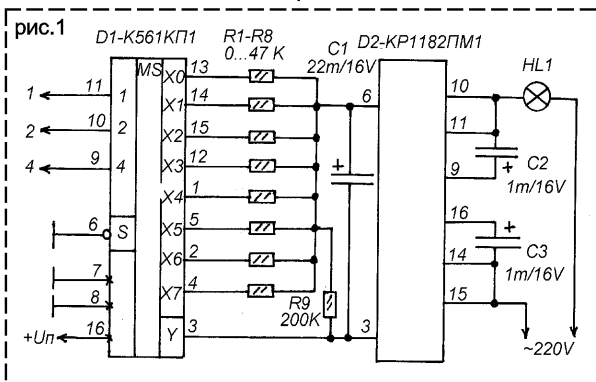 рис.1
D1-К561КП1
R1-R8
0...47 K
C1
22m/16V
D2-КР1182ПМ1
HL1
MS
1 11 1
2 10 2
4 9 4
6 S
7
8
+Uп 16
X0 13
X1 14
X2 15
X3 12
X4 1
X5 5
X6 2
X7 4
Y 3
R9
200K
+
6
3
10
11
9
16
14
15
+
C2
1m/16V
+
C3
1m/16V
~220V